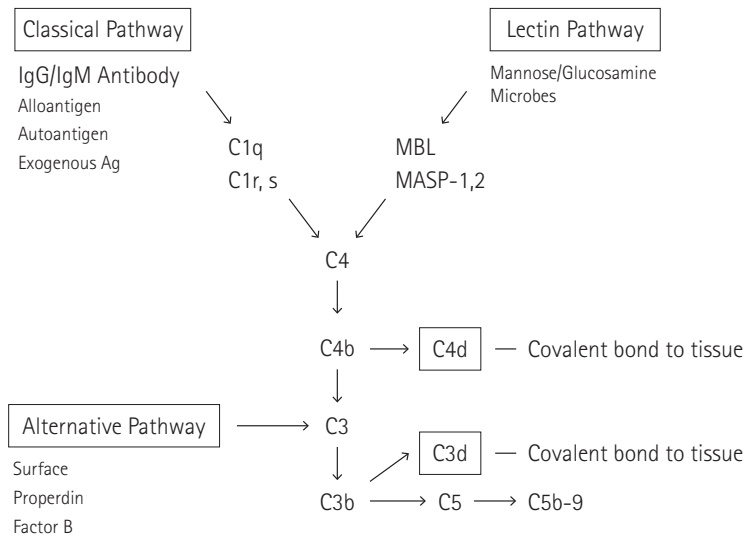 Classical Pathway
Lectin Pathway
IgG/IgM Antibody
Alloantigen
Autoantigen
Exogenous Ag
Mannose/Glucosamine
Microbes
C1q
C1r, s
MBL
MASP-1,2
C4
C4b
C4d
Covalent bond to tissue
Alternative Pathway
Surface
Properdin
Factor B
C3
C3d
Covalent bond to tissue
C3b
C5
C5b-9